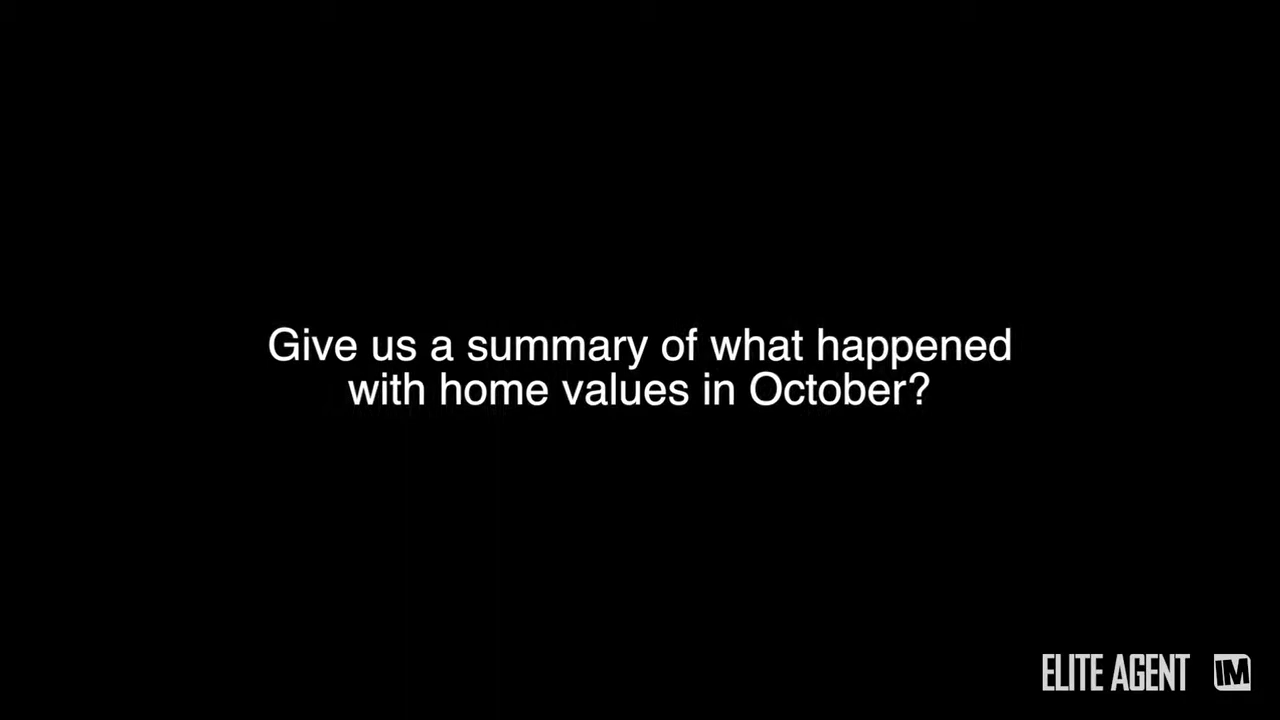 Give us a summary of what happened
with home values in October?
ELITE AGENT IM